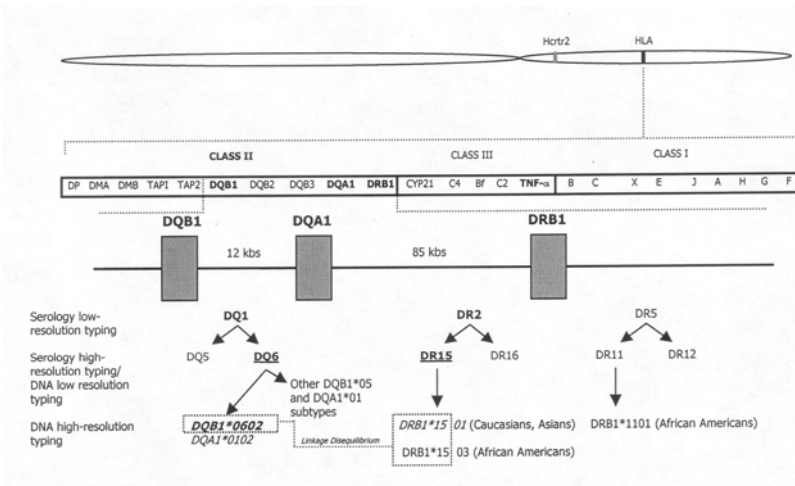 Hcrtr2 HLA
CLASS II CLASS III CLASS I
DP DMA DMB TAPI TAP2 DQB1 DQB2 DQB3 DQA1 DRB1 CYP21 C4 Bf C2 TNF-α B C X E J A H G F
DQB1 DQA1 DRB1
12 kbs 85 kbs
Serology low-
resolution typing
DQ1 DR2 DR5
Serology high-
resolution typing/
DNA low resolution
typing
DQ5 DQ6 DR15 DR16 DR11 DR12
Other DQB1*05
and DQA1*01
subtypes
DNA high-resolution
typing
DQB1*0602
DQA1*0102
Linkage Disequilibrium
DRB1*15 01 (Caucasians, Asians)
DRB1*15 03 (African Americans)
DRB1*1101 (African Americans)